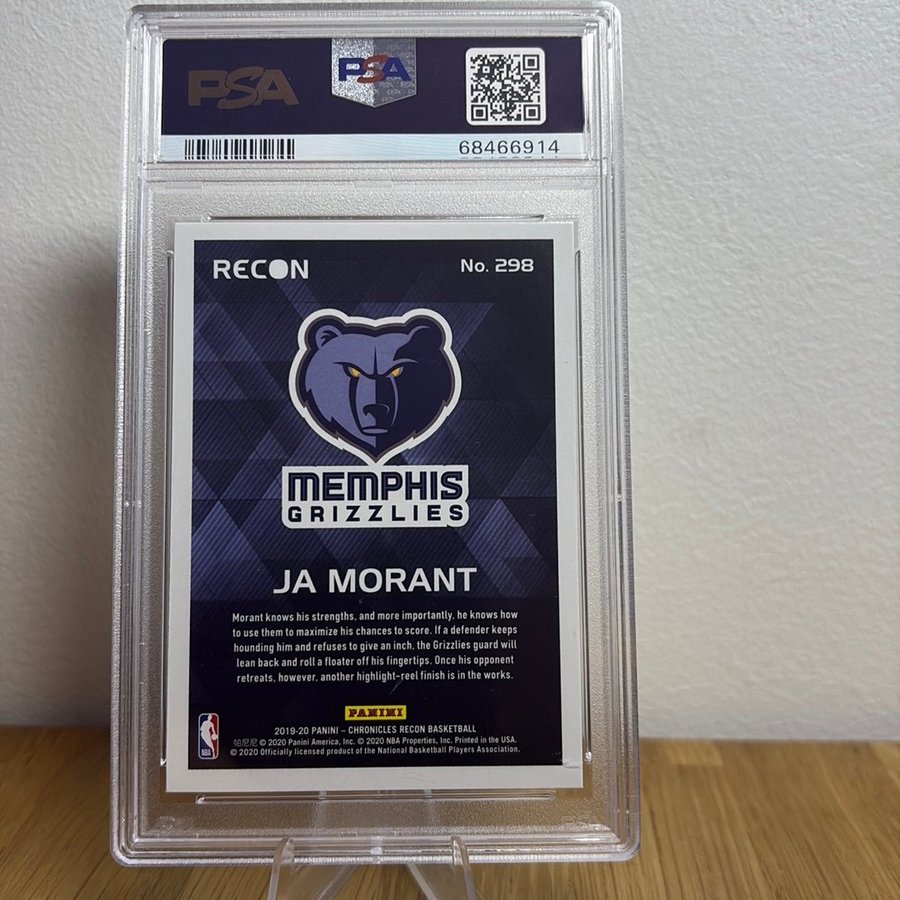 PSA
PSA
68466914
RECON
No. 298
MEMPHIS
GRIZZLIES
JA MORANT
Morant knows his strengths, and more importantly, he knows how
to use them to maximize his chances to score. If a defender keeps
hounding him and refuses to give an inch, the Grizzlies guard will
lean back and roll a floater off his fingertips. Once his opponent
retreats, however, another highlight-reel finish is in the works.
PANINI
2019-20 PANINI – CHRONICLES RECON BASKETBALL
帕尼尼 © 2020 Panini America, Inc. © 2020 NBA Properties, Inc. Printed in the USA.
© 2020 Officially licensed product of the National Basketball Players Association.
NBA